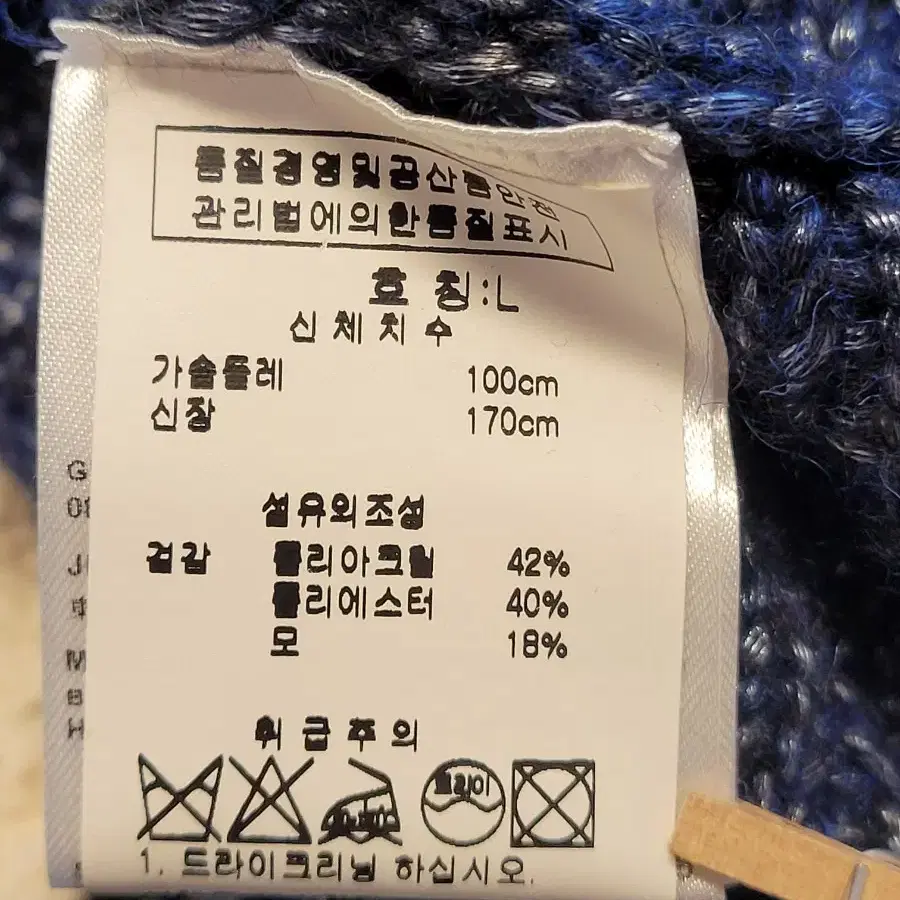 품질경영및공산품안전
관리법에의한품질표시
호 칭:L
신 체 치 수
가슴둘레 100cm
신장 170cm
섬유의조성
겉감 폴리아크릴 42%
폴리에스터 40%
모 18%
취 급 주 의
드라이
1. 드라이크리닝 하십시오.